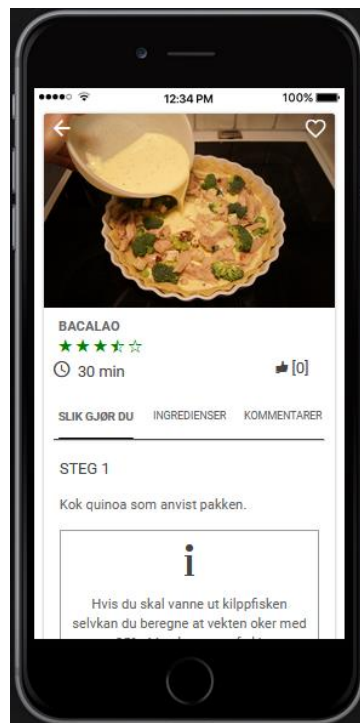 12:34 PM
100%
BACALAO
30 min
[0]
SLIK GJØR DU
INGREDIENSER
KOMMENTARER
STEG 1
Kok quinoa som anvist pakken.
i
Hvis du skal vanne ut kilppfisken
selvkan du beregne at vekten oker med